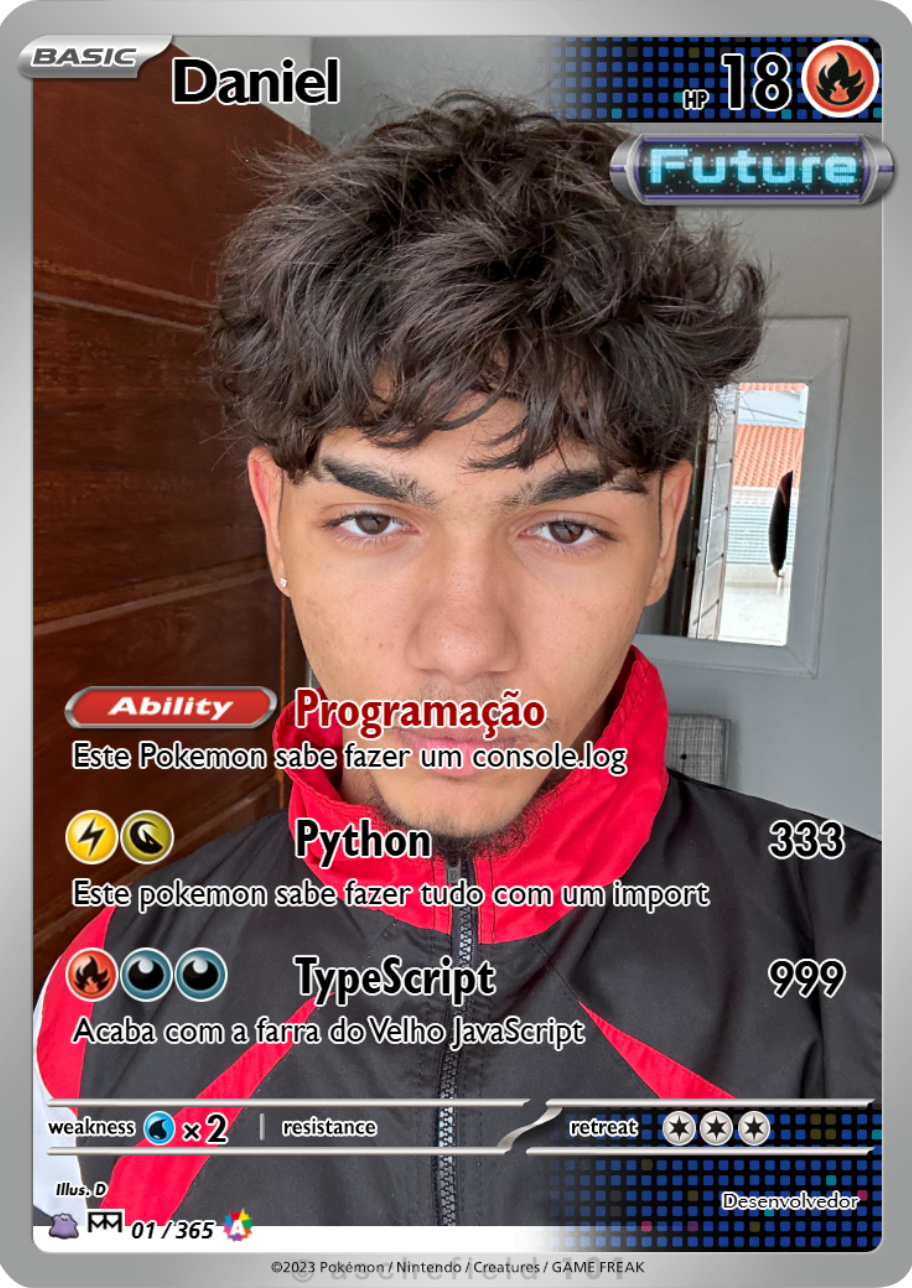 BASIC
Daniel
HP 18
Future
Ability Programação
Este Pokemon sabe fazer um console.log
Python 333
Este pokemon sabe fazer tudo com um import
TypeScript 999
Acaba com a farra do Velho JavaScript
weakness ×2 resistance retreat
Illus. D
Desenvolvedor
01 / 365 A
©2023 Pokémon / Nintendo / Creatures / GAME FREAK